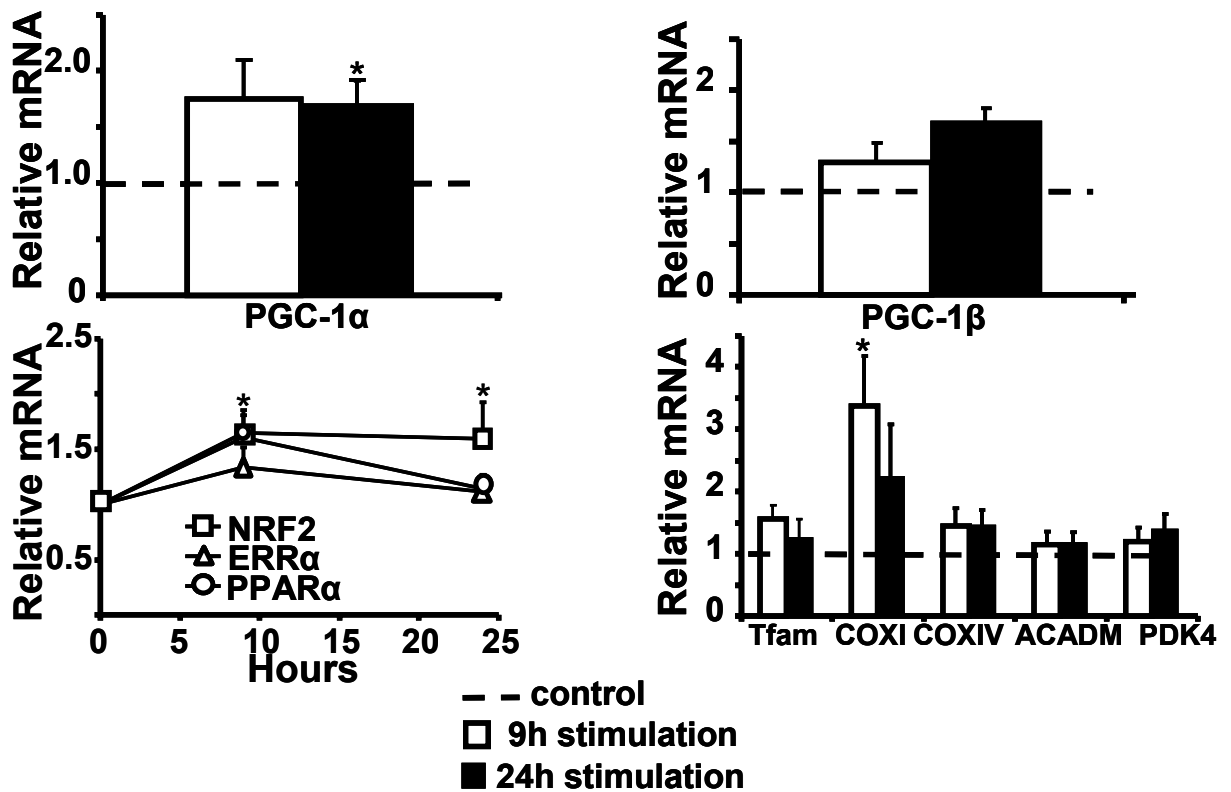 Relative mRNA
2.0
1.0
0
*
PGC-1α
Relative mRNA
2
1
0
PGC-1β
Relative mRNA
2.5
1.5
0.5
*
*
NRF2
ERRα
PPARα
0 5 10 15 20 25
Hours
Relative mRNA
4
3
2
1
0
*
Tfam COXI COXIV ACADM PDK4
control
9h stimulation
24h stimulation